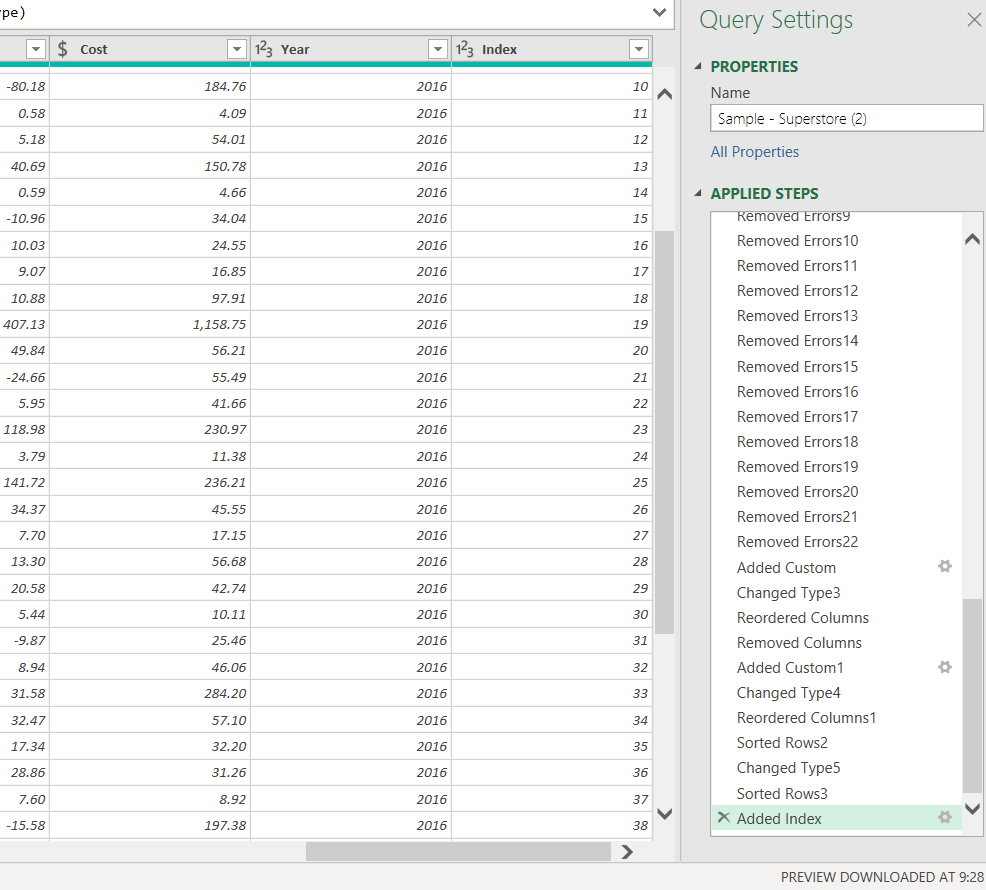 ype)
Query Settings
$ Cost
1²3 Year
1²3 Index
PROPERTIES
Name
Sample - Superstore (2)
All Properties
APPLIED STEPS
-80.18 184.76 2016 10
0.58 4.09 2016 11
5.18 54.01 2016 12
40.69 150.78 2016 13
0.59 4.66 2016 14
-10.96 34.04 2016 15
10.03 24.55 2016 16
9.07 16.85 2016 17
10.88 97.91 2016 18
407.13 1,158.75 2016 19
49.84 56.21 2016 20
-24.66 55.49 2016 21
5.95 41.66 2016 22
118.98 230.97 2016 23
3.79 11.38 2016 24
141.72 236.21 2016 25
34.37 45.55 2016 26
7.70 17.15 2016 27
13.30 56.68 2016 28
20.58 42.74 2016 29
5.44 10.11 2016 30
-9.87 25.46 2016 31
8.94 46.06 2016 32
31.58 284.20 2016 33
32.47 57.10 2016 34
17.34 32.20 2016 35
28.86 31.26 2016 36
7.60 8.92 2016 37
-15.58 197.38 2016 38
Removed Errors9
Removed Errors10
Removed Errors11
Removed Errors12
Removed Errors13
Removed Errors14
Removed Errors15
Removed Errors16
Removed Errors17
Removed Errors18
Removed Errors19
Removed Errors20
Removed Errors21
Removed Errors22
Added Custom
Changed Type3
Reordered Columns
Removed Columns
Added Custom1
Changed Type4
Reordered Columns1
Sorted Rows2
Changed Type5
Sorted Rows3
Added Index
PREVIEW DOWNLOADED AT 9:28